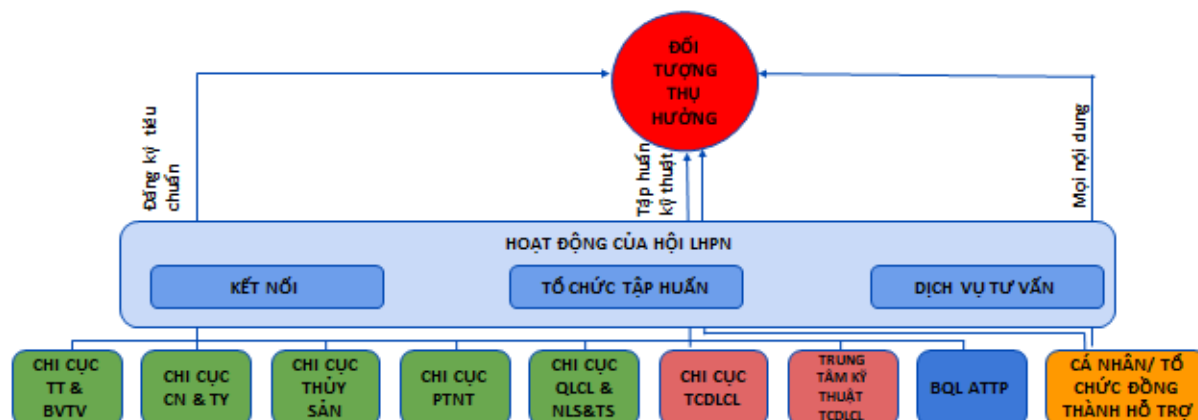 ĐỐI
TƯỢNG
THỤ
HƯỞNG
Đăng ký tiêu
chuẩn
Tập huấn
kỹ thuật
Mọi nội dung
HOẠT ĐỘNG CỦA HỘI LHPN
KẾT NỐI
TỔ CHỨC TẬP HUẤN
DỊCH VỤ TƯ VẤN
CHI CỤC
TT &
BVTV
CHI CỤC
CN & TY
CHI CỤC
THỦY
SẢN
CHI CỤC
PTNT
CHI CỤC
QLCL &
NLS&TS
CHI CỤC
TCDLCL
TRUNG
TÂM KỸ
THUẬT
TCDLCL
BQL ATTP
CÁ NHÂN/ TỔ
CHỨC ĐỒNG
THÀNH HỖ TRỢ